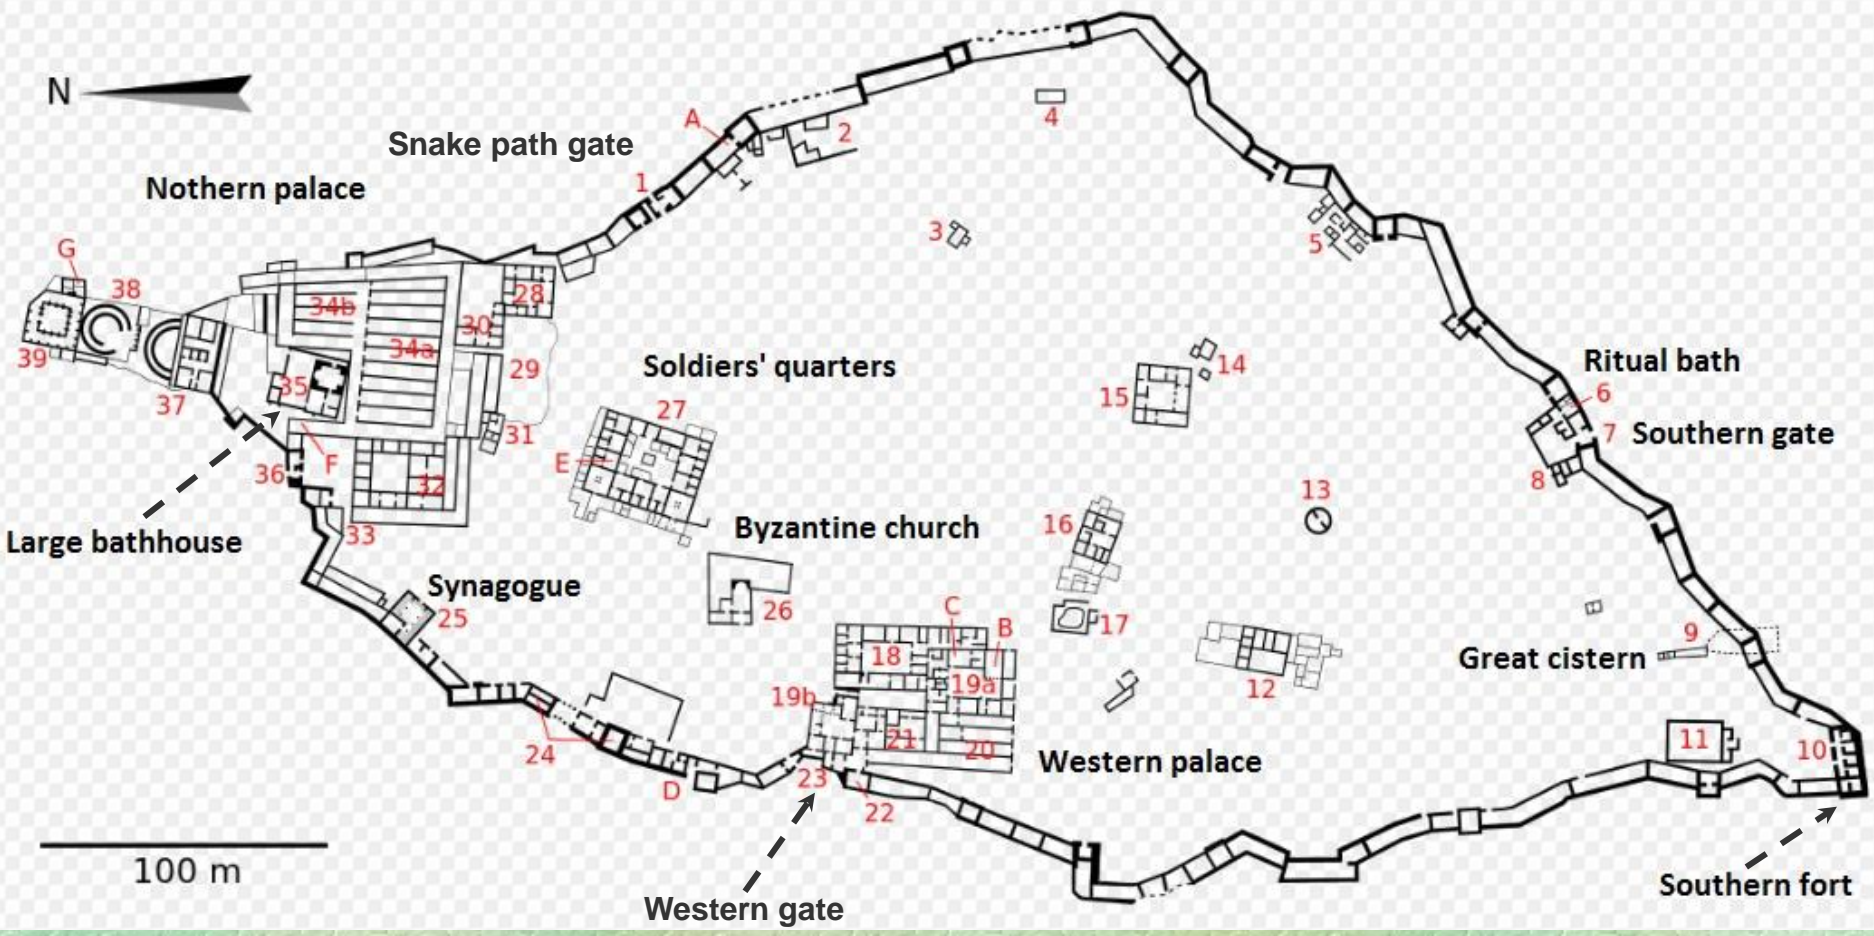 N
Snake path gate
Nothern palace
A
1
2
3
4
5
G
38
39
37
34b
34a
28
30
29
35
31
F
36
32
33
Large bathhouse
Soldiers' quarters
27
E
Byzantine church
26
Synagogue
25
14
15
Ritual bath
6
7
Southern gate
8
13
16
17
C
B
18
19a
19b
21
20
12
9
Great cistern
11
10
Western palace
24
D
23
22
100 m
Western gate
Southern fort